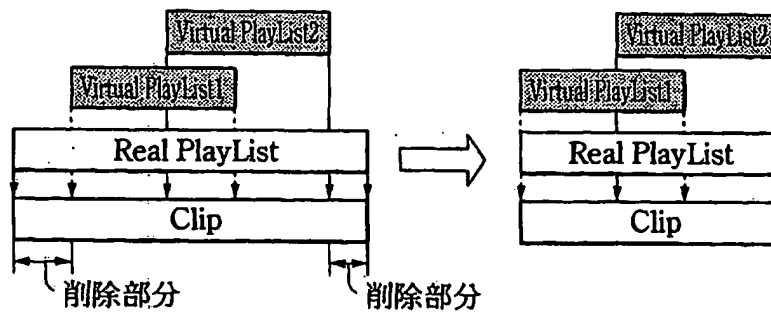 Virtual PlayList2
Virtual PlayList1
Real PlayList
Clip
削除部分
削除部分
Virtual PlayList2
Virtual PlayList1
Real PlayList
Clip